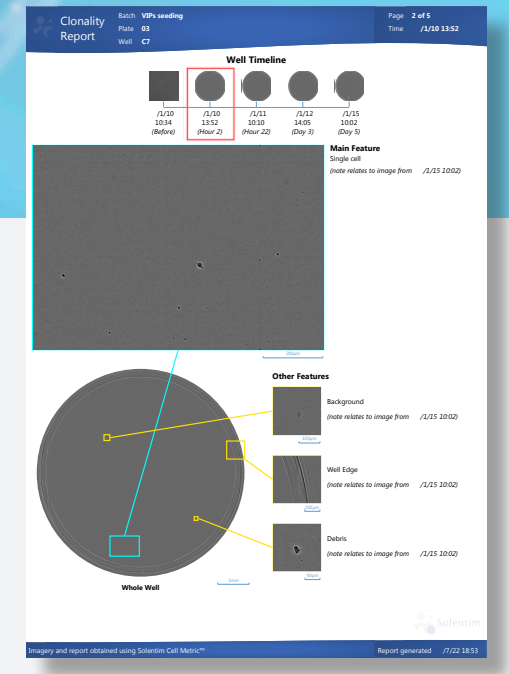 Clonality Report
Batch VIPs seeding
Plate 03
Well C7
Page 2 of 5
Time /1/10 13:52
Well Timeline
/1/10 10:34 (Before)
/1/10 13:52 (Hour 2)
/1/11 10:10 (Hour 22)
/1/12 14:05 (Day 3)
/1/15 10:02 (Day 5)
Main Feature
Single cell
(note relates to image from /1/15 10:02)
200µm
Other Features
Background
(note relates to image from /1/15 10:02)
100µm
Well Edge
(note relates to image from /1/15 10:02)
200µm
Debris
(note relates to image from /1/15 10:02)
50µm
Whole Well
1mm
Solentim
Imagery and report obtained using Solentim Cell Metric™
Report generated /7/22 18:53